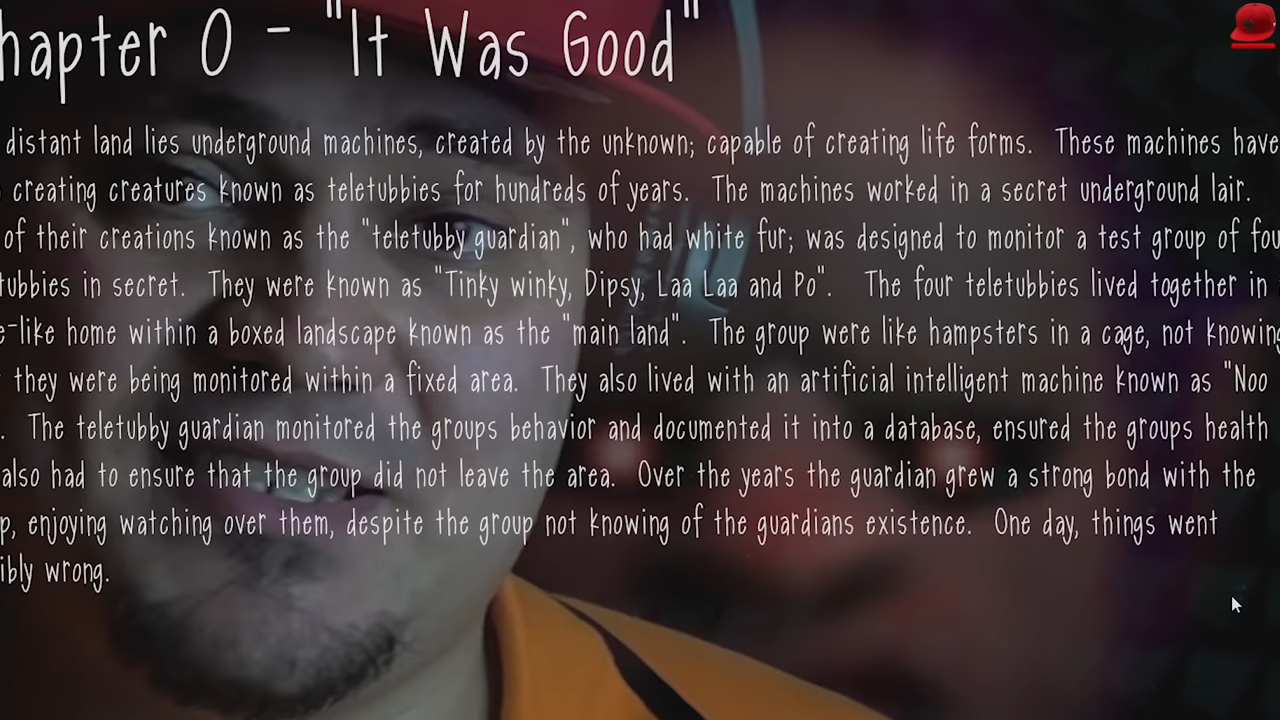 hapter 0 - "It Was Good"
distant land lies underground machines, created by the unknown; capable of creating life forms. These machines have
creating creatures known as teletubbies for hundreds of years. The machines worked in a secret underground lair.
of their creations known as the "teletubby guardian", who had white fur; was designed to monitor a test group of fou
tubbies in secret. They were known as "Tinky winky, Dipsy, Laa Laa and Po". The four teletubbies lived together in
e-like home within a boxed landscape known as the "main land". The group were like hampsters in a cage, not knowing
they were being monitored within a fixed area. They also lived with an artificial intelligent machine known as "Noo
. The teletubby guardian monitored the groups behavior and documented it into a database, ensured the groups health
also had to ensure that the group did not leave the area. Over the years the guardian grew a strong bond with the
p, enjoying watching over them, despite the group not knowing of the guardians existence. One day, things went
ibly wrong.